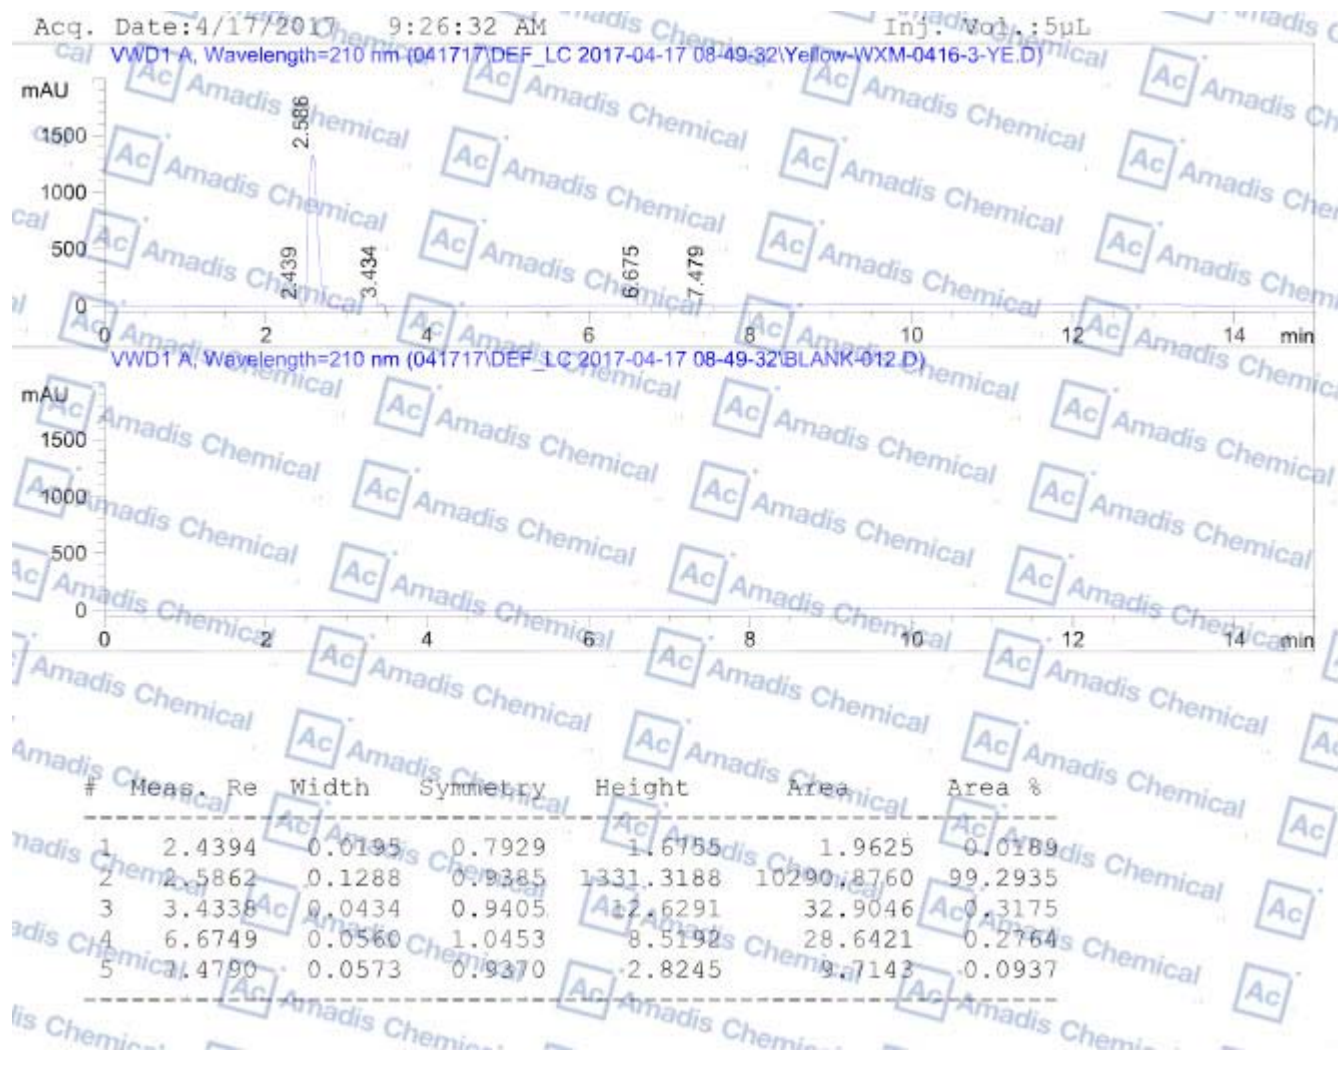 Acq. Date:4/17/2017 9:26:32 AM Inj. Vol.:5µL
VWD1 A, Wavelength=210 nm (041717\DEF_LC 2017-04-17 08-49-32\Yellow-WXM-0416-3-YE.D)
mAU
2.586
1500
1000
500
2.439 3.434 6.675 7.479
0
0 2 4 6 8 10 12 14 min
VWD1 A, Wavelength=210 nm (041717\DEF_LC 2017-04-17 08-49-32\BLANK-012.D)
mAU
1500
1000
500
0
0 2 4 6 8 10 12 14 min
# Meas. Re Width Symmetry Height Area Area %
1 2.4394 0.0195 0.7929 1.6755 1.9625 0.0189
2 2.5862 0.1288 0.9385 1331.3188 10290.8760 99.2935
3 3.4338 0.0434 0.9405 12.6291 32.9046 0.3175
4 6.6749 0.0560 1.0453 8.5192 28.6421 0.2764
5 7.4790 0.0573 0.9370 2.8245 9.7143 0.0937
Ac Amadis Chemical